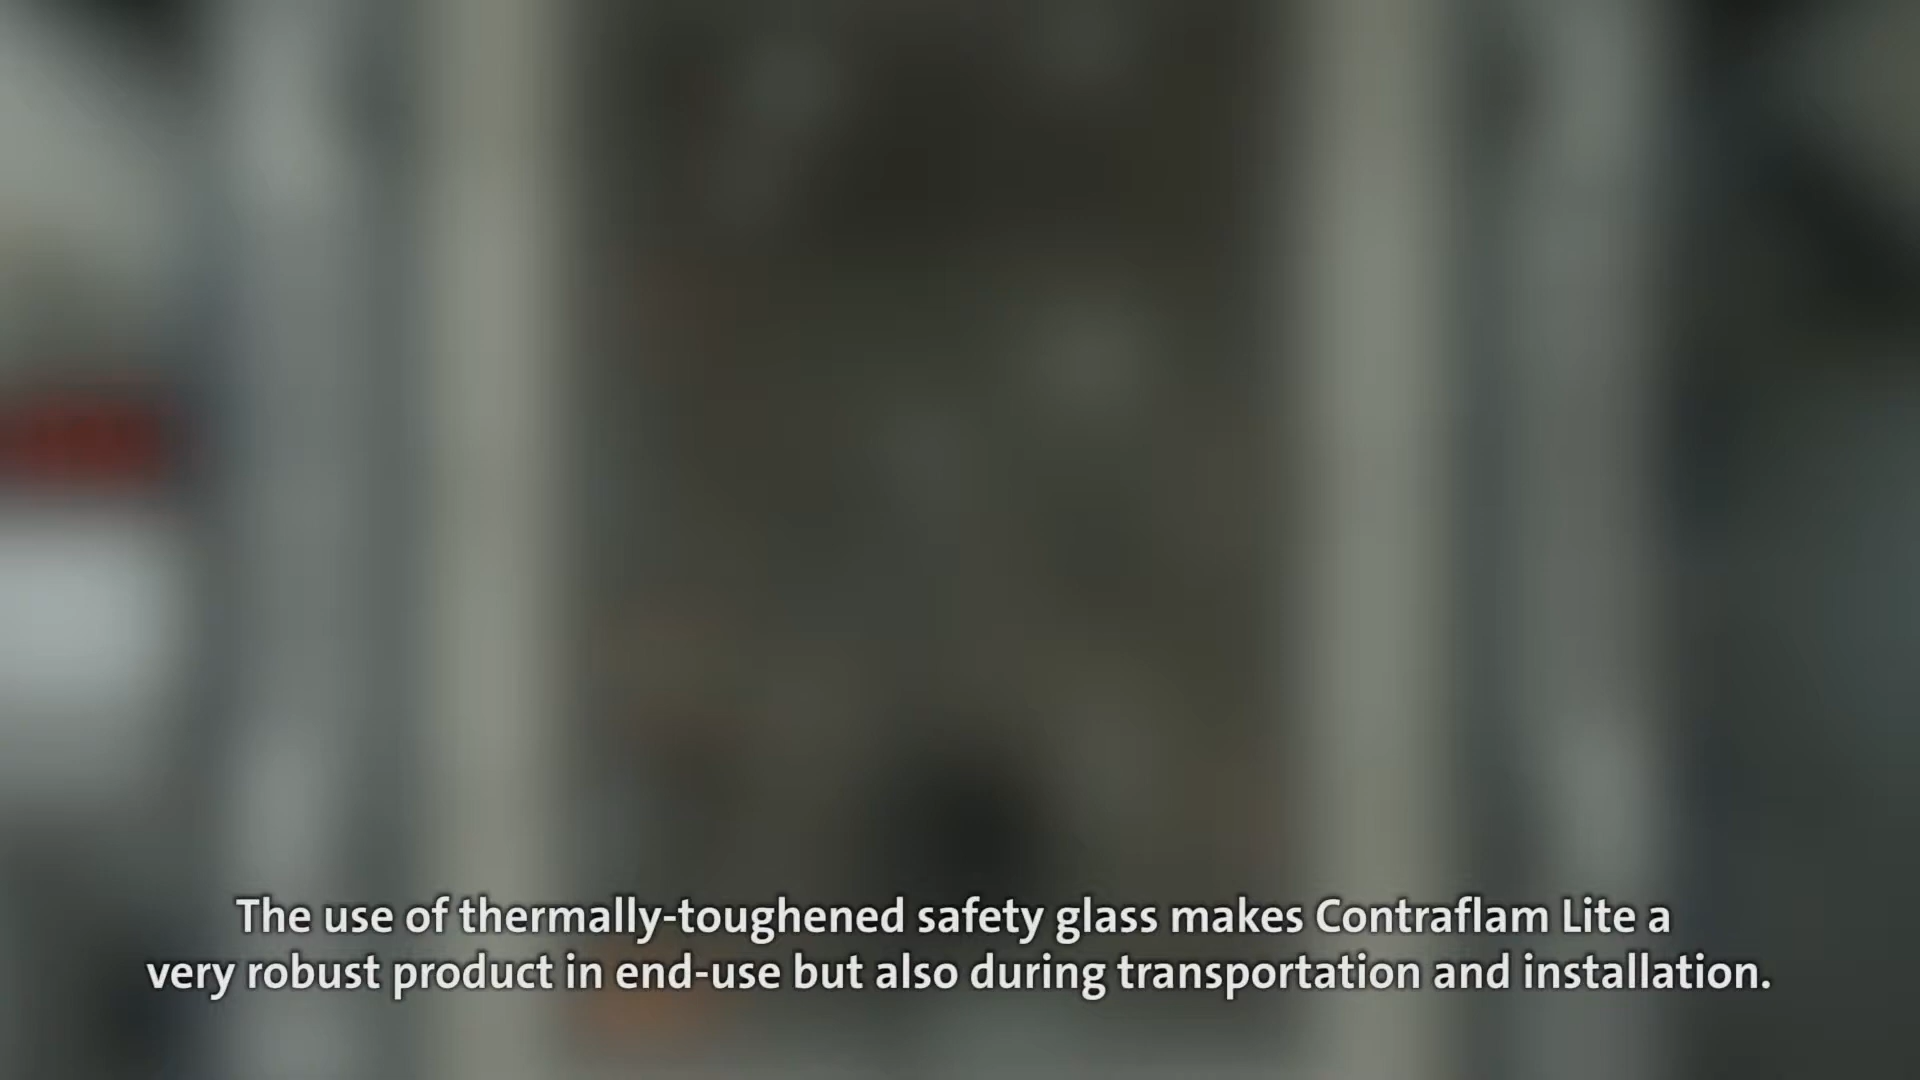 The use of thermally-toughened safety glass makes Contraflam Lite a
very robust product in end-use but also during transportation and installation.